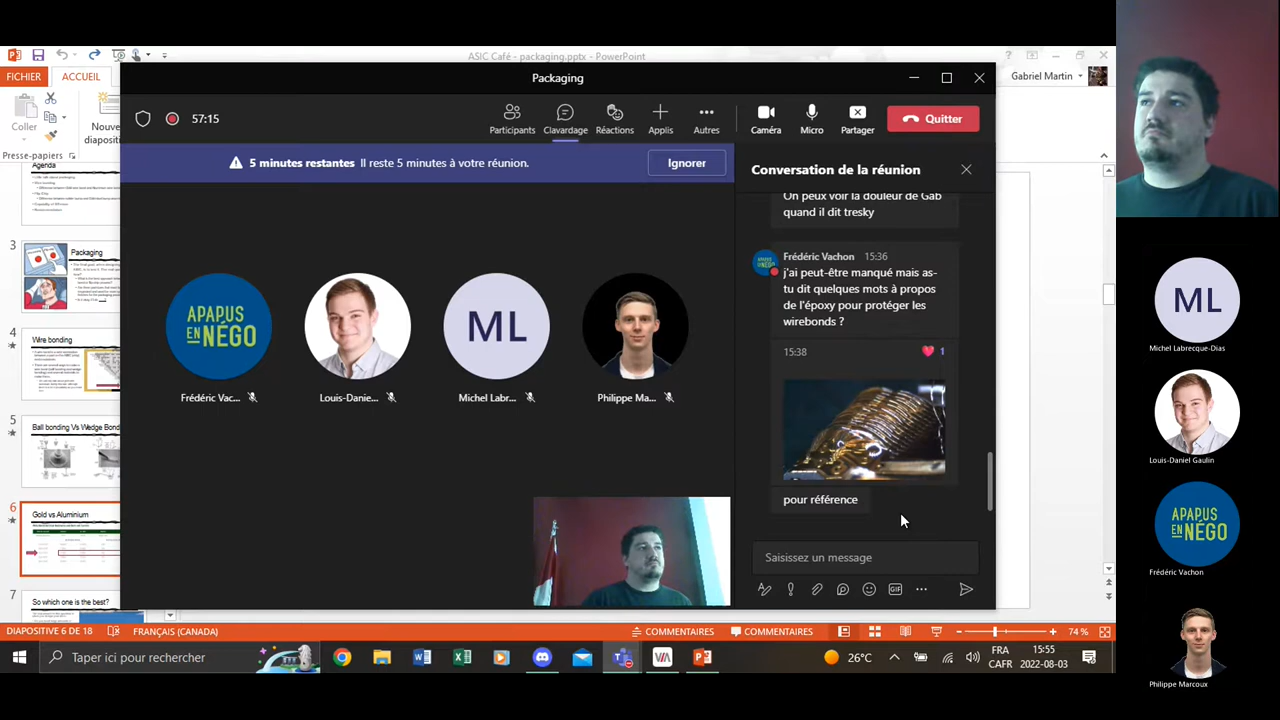 ASIC Café - packaging.pptx - PowerPoint
FICHIER
ACCUEIL
Gabriel Martin
Coller
Nouve
diapositi
Presse-papiers
Agenda
3
Packaging
4
Wire bonding
5
Ball bonding Vs Wedge Bond
6
Gold vs Aluminium
7
So which one is the best?
Packaging
57:15
Participants
Clavardage
Réactions
Applis
Autres
Caméra
Micro
Partager
Quitter
5 minutes restantes Il reste 5 minutes à votre réunion.
Ignorer
APAPUS
EN NÉGO
ML
Frédéric Vac...
Louis-Danie...
Michel Labr...
Philippe Ma...
Conversation de la réunion
On peux voir la douleur de Gab
quand il dit tresky
Frédéric Vachon 15:36
j'ai peut-être manqué mais as-
tu dit quelques mots à propos
de l'époxy pour protéger les
wirebonds ?
15:38
1
pour référence
Saisissez un message
GIF
DIAPOSITIVE 6 DE 18
FRANÇAIS (CANADA)
COMMENTAIRES
COMMENTAIRES
74 %
Taper ici pour rechercher
26°C
FRA
CAFR
15:55
2022-08-03
ML
Michel Labrecque-Dias
Louis-Daniel Gaulin
APAPUS
EN NÉGO
Frédéric Vachon
Philippe Marcoux